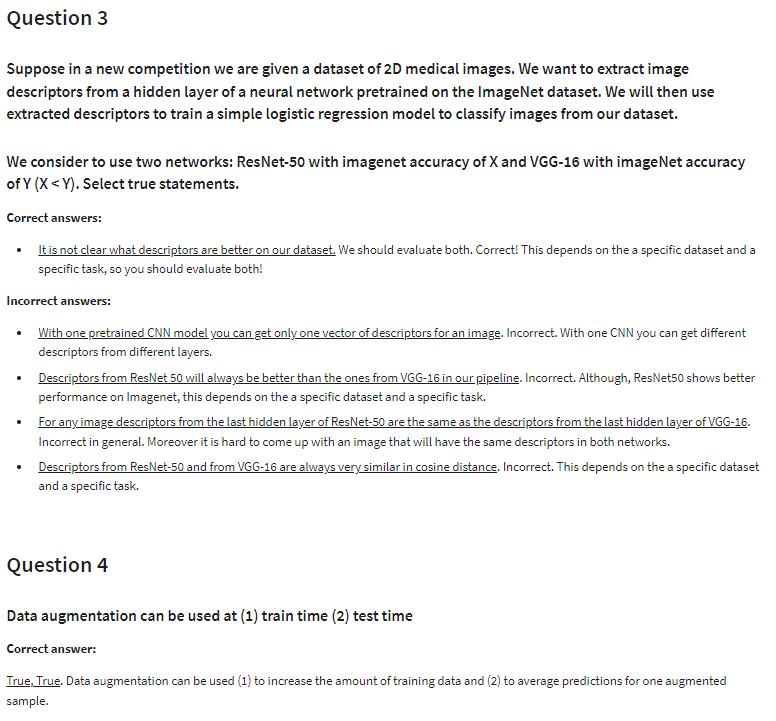 Question 3
Suppose in a new competition we are given a dataset of 2D medical images. We want to extract image
descriptors from a hidden layer of a neural network pretrained on the ImageNet dataset. We will then use
extracted descriptors to train a simple logistic regression model to classify images from our dataset.
We consider to use two networks: ResNet-50 with imagenet accuracy of X and VGG-16 with imageNet accuracy
of Y (X < Y). Select true statements.
Correct answers:
• It is not clear what descriptors are better on our dataset. We should evaluate both. Correct! This depends on the a specific dataset and a
specific task, so you should evaluate both!
Incorrect answers:
• With one pretrained CNN model you can get only one vector of descriptors for an image. Incorrect. With one CNN you can get different
descriptors from different layers.
• Descriptors from ResNet 50 will always be better than the ones from VGG-16 in our pipeline. Incorrect. Although, ResNet50 shows better
performance on Imagenet, this depends on the a specific dataset and a specific task.
• For any image descriptors from the last hidden layer of ResNet-50 are the same as the descriptors from the last hidden layer of VGG-16.
Incorrect in general. Moreover it is hard to come up with an image that will have the same descriptors in both networks.
• Descriptors from ResNet-50 and from VGG-16 are always very similar in cosine distance. Incorrect. This depends on the a specific dataset
and a specific task.
Question 4
Data augmentation can be used at (1) train time (2) test time
Correct answer:
True, True. Data augmentation can be used (1) to increase the amount of training data and (2) to average predictions for one augmented
sample.